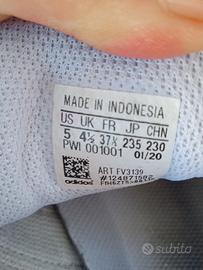 MADE IN INDONESIA
US UK FR JP CHN
5 4½ 37⅓ 235 230
PWI 001001 01/20
ART FV3139
adidas
subito